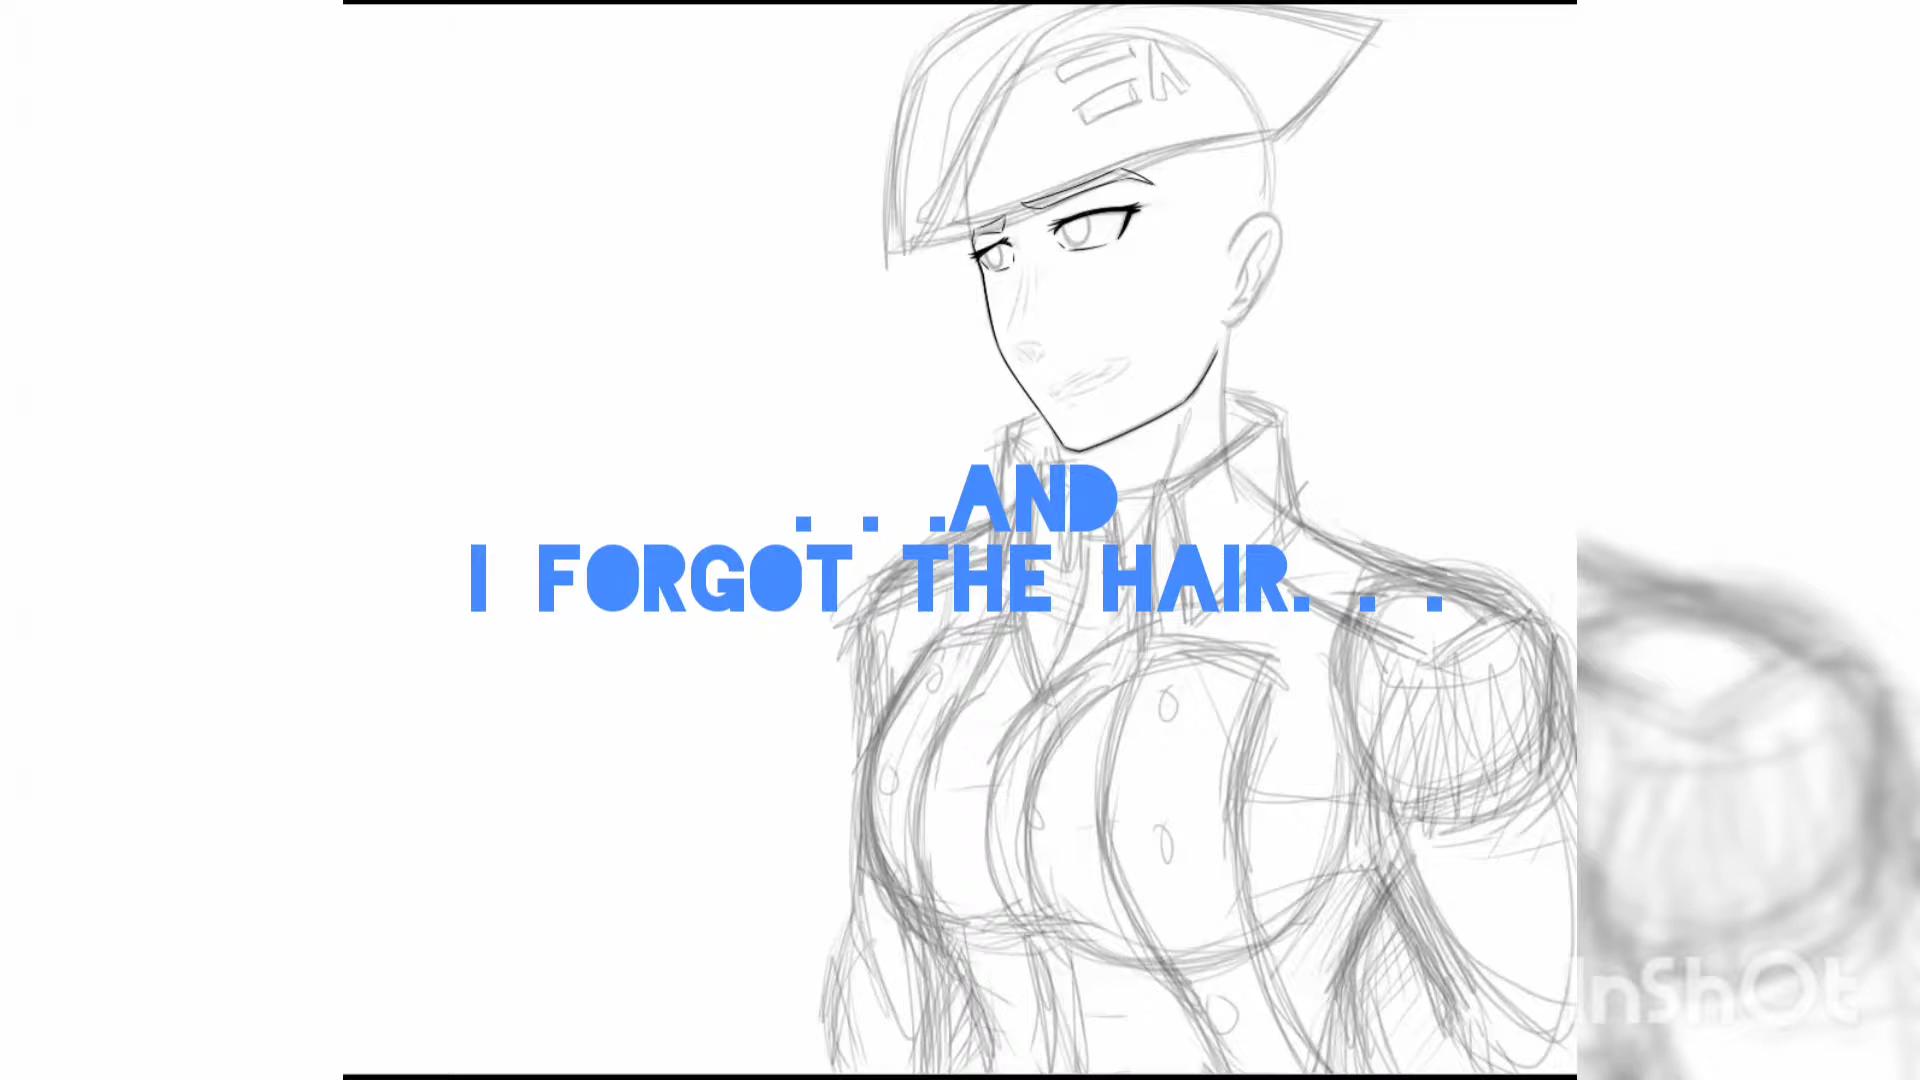 . . .AND
I FORGOT THE HAIR. . .
InShOt